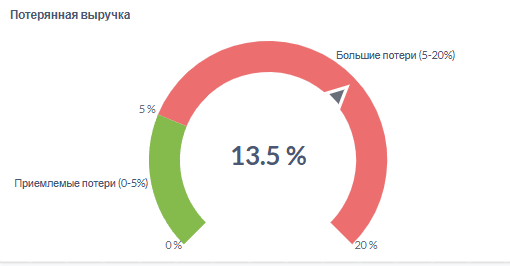 Потерянная выручка
Большие потери (5-20%)
5 %
13.5 %
Приемлемые потери (0-5%)
0 %
20 %